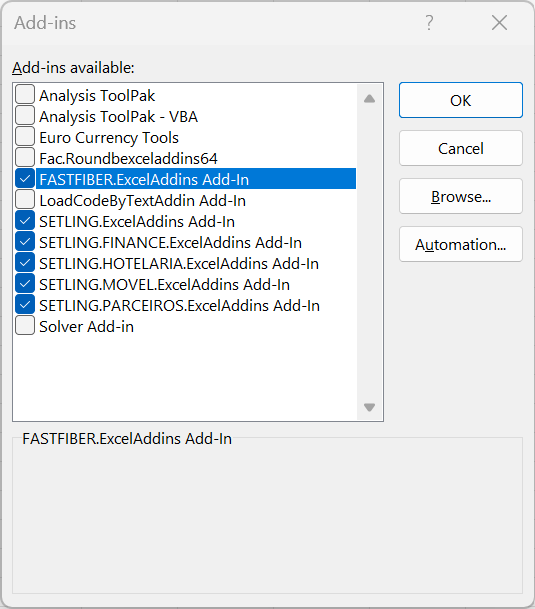 Add-ins
?
Add-ins available:
Analysis ToolPak
Analysis ToolPak - VBA
Euro Currency Tools
Fac.Roundbexceladdins64
FASTFIBER.ExcelAddins Add-In
LoadCodeByTextAddin Add-In
SETLING.ExcelAddins Add-In
SETLING.FINANCE.ExcelAddins Add-In
SETLING.HOTELARIA.ExcelAddins Add-In
SETLING.MOVEL.ExcelAddins Add-In
SETLING.PARCEIROS.ExcelAddins Add-In
Solver Add-in
OK
Cancel
Browse...
Automation...
FASTFIBER.ExcelAddins Add-In